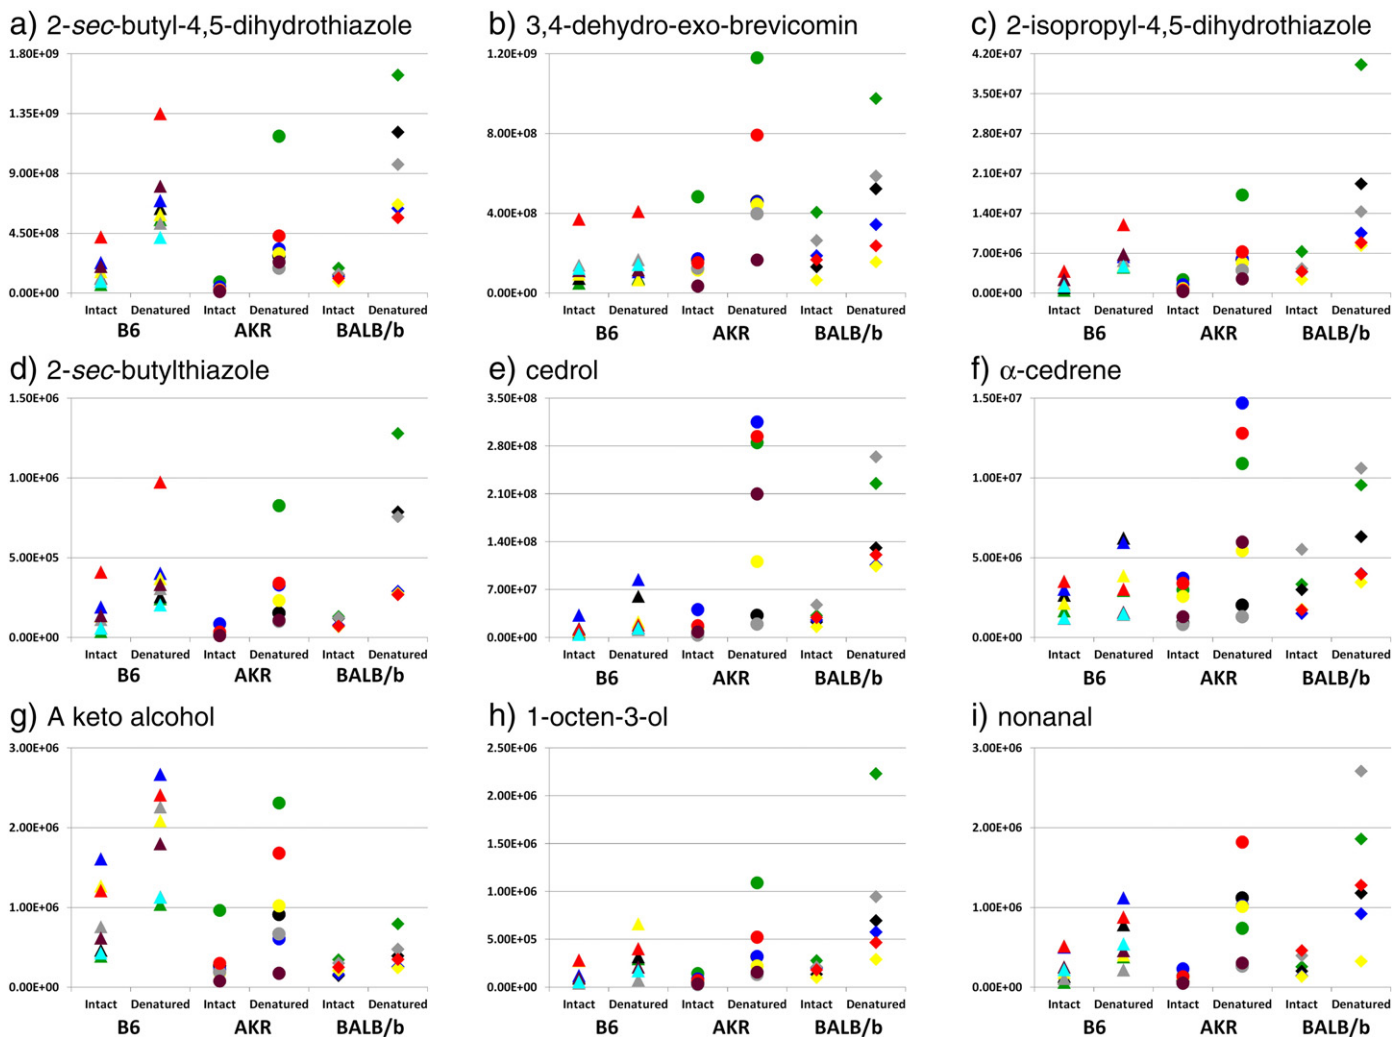 a) 2-sec-butyl-4,5-dihydrothiazole
1.80E+09
1.35E+09
9.00E+08
4.50E+08
0.00E+00
Intact Denatured Intact Denatured Intact Denatured
B6 AKR BALB/b
b) 3,4-dehydro-exo-brevicomin
1.20E+09
8.00E+08
4.00E+08
0.00E+00
Intact Denatured Intact Denatured Intact Denatured
B6 AKR BALB/b
c) 2-isopropyl-4,5-dihydrothiazole
4.20E+07
3.50E+07
2.80E+07
2.10E+07
1.40E+07
7.00E+06
0.00E+00
Intact Denatured Intact Denatured Intact Denatured
B6 AKR BALB/b
d) 2-sec-butylthiazole
1.50E+06
1.00E+06
5.00E+05
0.00E+00
Intact Denatured Intact Denatured Intact Denatured
B6 AKR BALB/b
e) cedrol
3.50E+08
2.80E+08
2.10E+08
1.40E+08
7.00E+07
0.00E+00
Intact Denatured Intact Denatured Intact Denatured
B6 AKR BALB/b
f) α-cedrene
1.50E+07
1.00E+07
5.00E+06
0.00E+00
Intact Denatured Intact Denatured Intact Denatured
B6 AKR BALB/b
g) A keto alcohol
3.00E+06
2.00E+06
1.00E+06
0.00E+00
Intact Denatured Intact Denatured Intact Denatured
B6 AKR BALB/b
h) 1-octen-3-ol
2.50E+06
2.00E+06
1.50E+06
1.00E+06
5.00E+05
0.00E+00
Intact Denatured Intact Denatured Intact Denatured
B6 AKR BALB/b
i) nonanal
3.00E+06
2.00E+06
1.00E+06
0.00E+00
Intact Denatured Intact Denatured Intact Denatured
B6 AKR BALB/b